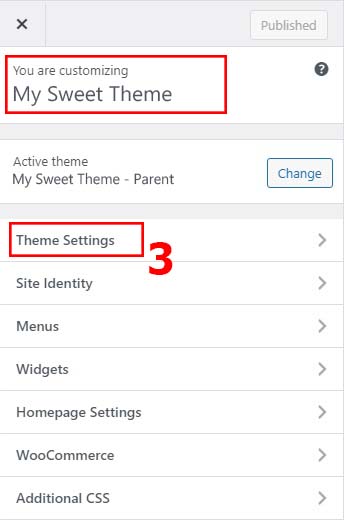 ×
Published
You are customizing
?
My Sweet Theme
Active theme
My Sweet Theme - Parent
Change
Theme Settings
3
Site Identity
Menus
Widgets
Homepage Settings
WooCommerce
Additional CSS